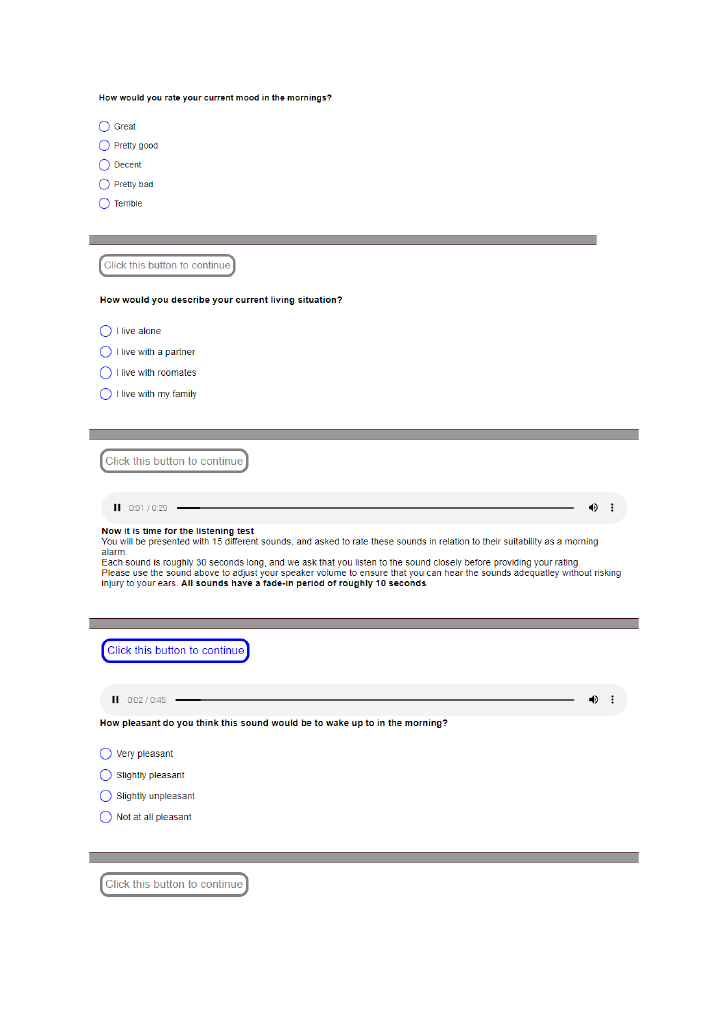 How would you rate your current mood in the mornings?
Great
Pretty good
Decent
Pretty bad
Terrible
Click this button to continue
How would you describe your current living situation?
I live alone
I live with a partner
I live with roomates
I live with my family
Click this button to continue
0:01 / 0:29
Now it is time for the listening test
You will be presented with 15 different sounds, and asked to rate these sounds in relation to their suitability as a morning
alarm.
Each sound is roughly 30 seconds long, and we ask that you listen to the sound closely before providing your rating.
Please use the sound above to adjust your speaker volume to ensure that you can hear the sounds adequatley without risking
injury to your ears. All sounds have a fade-in period of roughly 10 seconds
Click this button to continue
0:02 / 0:45
How pleasant do you think this sound would be to wake up to in the morning?
Very pleasant
Slightly pleasant
Slightly unpleasant
Not at all pleasant
Click this button to continue